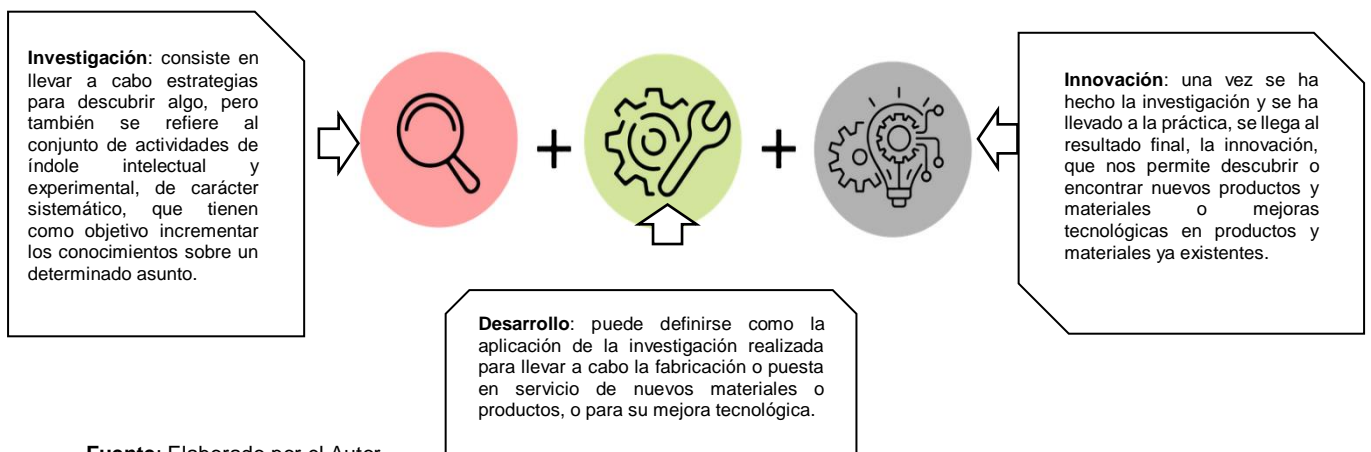 Investigación: consiste en
llevar a cabo estrategias
para descubrir algo, pero
también se refiere al
conjunto de actividades de
índole intelectual y
experimental, de carácter
sistemático, que tienen
como objetivo incrementar
los conocimientos sobre un
determinado asunto.
+
+
Innovación: una vez se ha
hecho la investigación y se ha
llevado a la práctica, se llega al
resultado final, la innovación,
que nos permite descubrir o
encontrar nuevos productos y
materiales o mejoras
tecnológicas en productos y
materiales ya existentes.
Desarrollo: puede definirse como la
aplicación de la investigación realizada
para llevar a cabo la fabricación o puesta
en servicio de nuevos materiales o
productos, o para su mejora tecnológica.
Fuente: Elaborado por el Autor